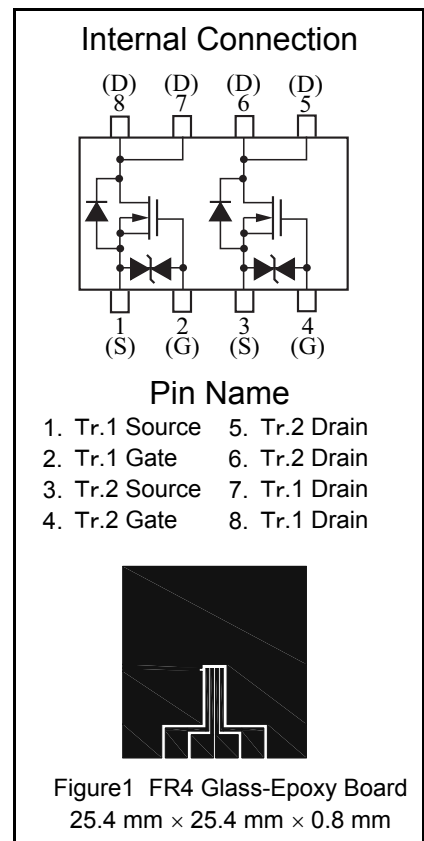 Internal Connection
(D) (D) (D) (D)
8 7 6 5
1 2 3 4
(S) (G) (S) (G)
Pin Name
1. Tr.1 Source 5. Tr.2 Drain
2. Tr.1 Gate 6. Tr.2 Drain
3. Tr.2 Source 7. Tr.1 Drain
4. Tr.2 Gate 8. Tr.1 Drain
Figure1 FR4 Glass-Epoxy Board
25.4 mm × 25.4 mm × 0.8 mm